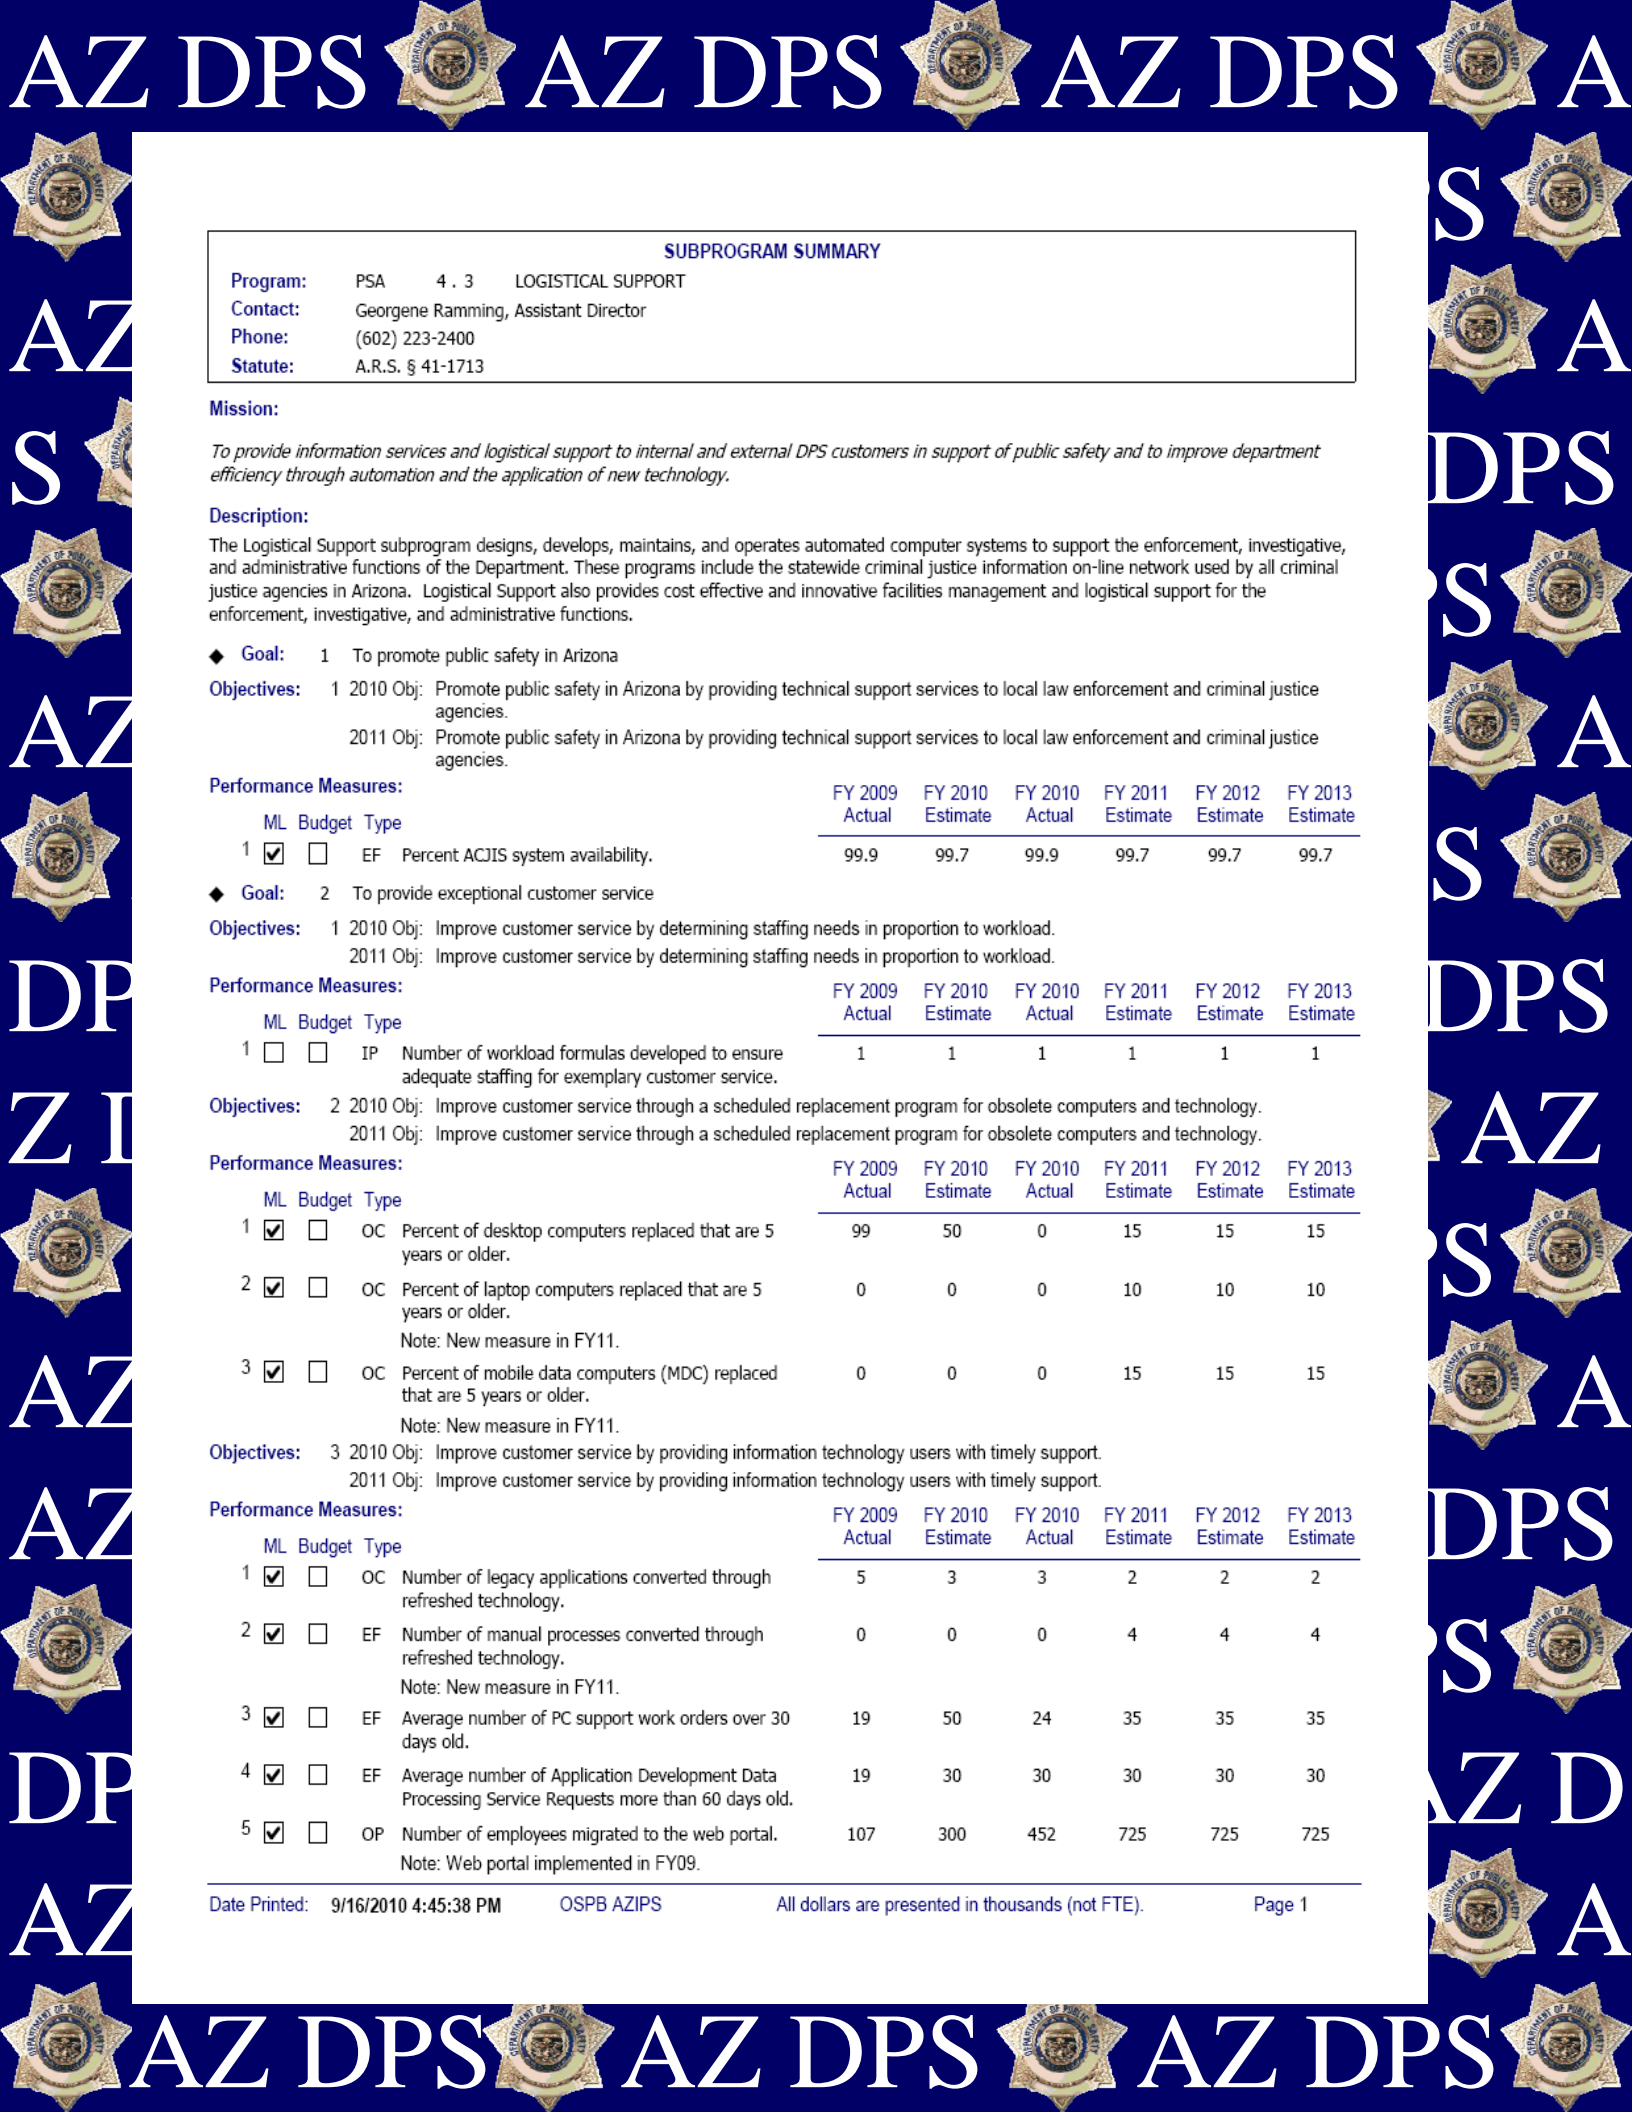 AZ DPS AZ DPS AZ DPS A
SUBPROGRAM SUMMARY
Program: PSA 4 . 3 LOGISTICAL SUPPORT
Contact: Georgene Ramming, Assistant Director
Phone: (602) 223-2400
Statute: A.R.S. § 41-1713
Mission:
To provide information services and logistical support to internal and external DPS customers in support of public safety and to improve department
efficiency through automation and the application of new technology.
Description:
The Logistical Support subprogram designs, develops, maintains, and operates automated computer systems to support the enforcement, investigative,
and administrative functions of the Department. These programs include the statewide criminal justice information on-line network used by all criminal
justice agencies in Arizona. Logistical Support also provides cost effective and innovative facilities management and logistical support for the
enforcement, investigative, and administrative functions.
◆ Goal: 1 To promote public safety in Arizona
Objectives: 1 2010 Obj: Promote public safety in Arizona by providing technical support services to local law enforcement and criminal justice
agencies.
2011 Obj: Promote public safety in Arizona by providing technical support services to local law enforcement and criminal justice
agencies.
Performance Measures: FY 2009 FY 2010 FY 2010 FY 2011 FY 2012 FY 2013
Actual Estimate Actual Estimate Estimate Estimate
ML Budget Type
1 EF Percent ACJIS system availability. 99.9 99.7 99.9 99.7 99.7 99.7
◆ Goal: 2 To provide exceptional customer service
Objectives: 1 2010 Obj: Improve customer service by determining staffing needs in proportion to workload.
2011 Obj: Improve customer service by determining staffing needs in proportion to workload.
Performance Measures: FY 2009 FY 2010 FY 2010 FY 2011 FY 2012 FY 2013
Actual Estimate Actual Estimate Estimate Estimate
ML Budget Type
1 IP Number of workload formulas developed to ensure 1 1 1 1 1 1
adequate staffing for exemplary customer service.
Objectives: 2 2010 Obj: Improve customer service through a scheduled replacement program for obsolete computers and technology.
2011 Obj: Improve customer service through a scheduled replacement program for obsolete computers and technology.
Performance Measures: FY 2009 FY 2010 FY 2010 FY 2011 FY 2012 FY 2013
Actual Estimate Actual Estimate Estimate Estimate
ML Budget Type
1 OC Percent of desktop computers replaced that are 5 99 50 0 15 15 15
years or older.
2 OC Percent of laptop computers replaced that are 5 0 0 0 10 10 10
years or older.
Note: New measure in FY11.
3 OC Percent of mobile data computers (MDC) replaced 0 0 0 15 15 15
that are 5 years or older.
Note: New measure in FY11.
Objectives: 3 2010 Obj: Improve customer service by providing information technology users with timely support.
2011 Obj: Improve customer service by providing information technology users with timely support.
Performance Measures: FY 2009 FY 2010 FY 2010 FY 2011 FY 2012 FY 2013
Actual Estimate Actual Estimate Estimate Estimate
ML Budget Type
1 OC Number of legacy applications converted through 5 3 3 2 2 2
refreshed technology.
2 EF Number of manual processes converted through 0 0 0 4 4 4
refreshed technology.
Note: New measure in FY11.
3 EF Average number of PC support work orders over 30 19 50 24 35 35 35
days old.
4 EF Average number of Application Development Data 19 30 30 30 30 30
Processing Service Requests more than 60 days old.
5 OP Number of employees migrated to the web portal. 107 300 452 725 725 725
Note: Web portal implemented in FY09.
Date Printed: 9/16/2010 4:45:38 PM OSPB AZIPS All dollars are presented in thousands (not FTE). Page 1
AZ DPS AZ DPS AZ DPS